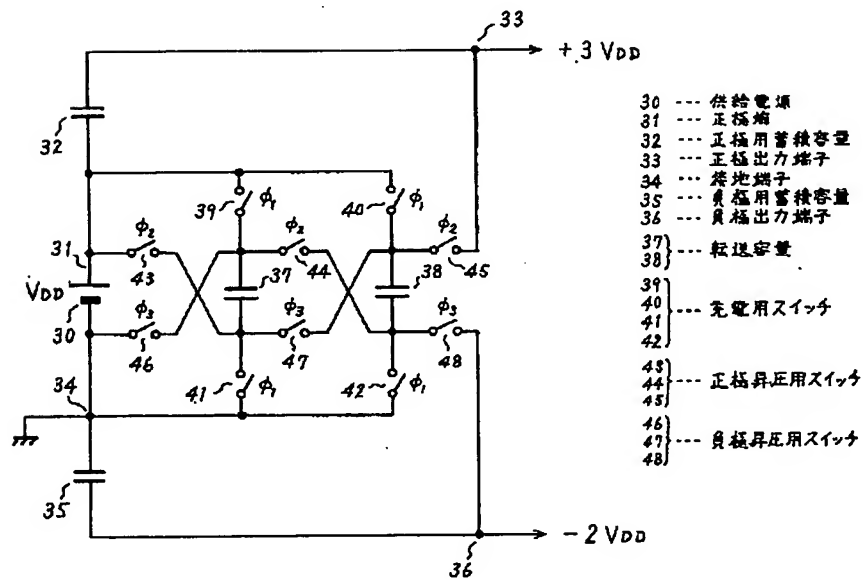 33
+3 VDD
32
39
φ1
40
φ1
31
φ2
43
φ2
44
φ2
45
37
38
VDD
30
φ3
46
φ3
47
φ3
48
34
41
φ1
42
φ1
35
36
-2 VDD
30 --- 供給電源
31 --- 正極端
32 --- 正極用蓄積容量
33 --- 正極出力端子
34 --- 接地端子
35 --- 負極用蓄積容量
36 --- 負極出力端子
37
38
} --- 転送容量
39
40
41
42
} --- 充電用スイッチ
43
44
45
} --- 正極昇圧用スイッチ
46
47
48
} --- 負極昇圧用スイッチ